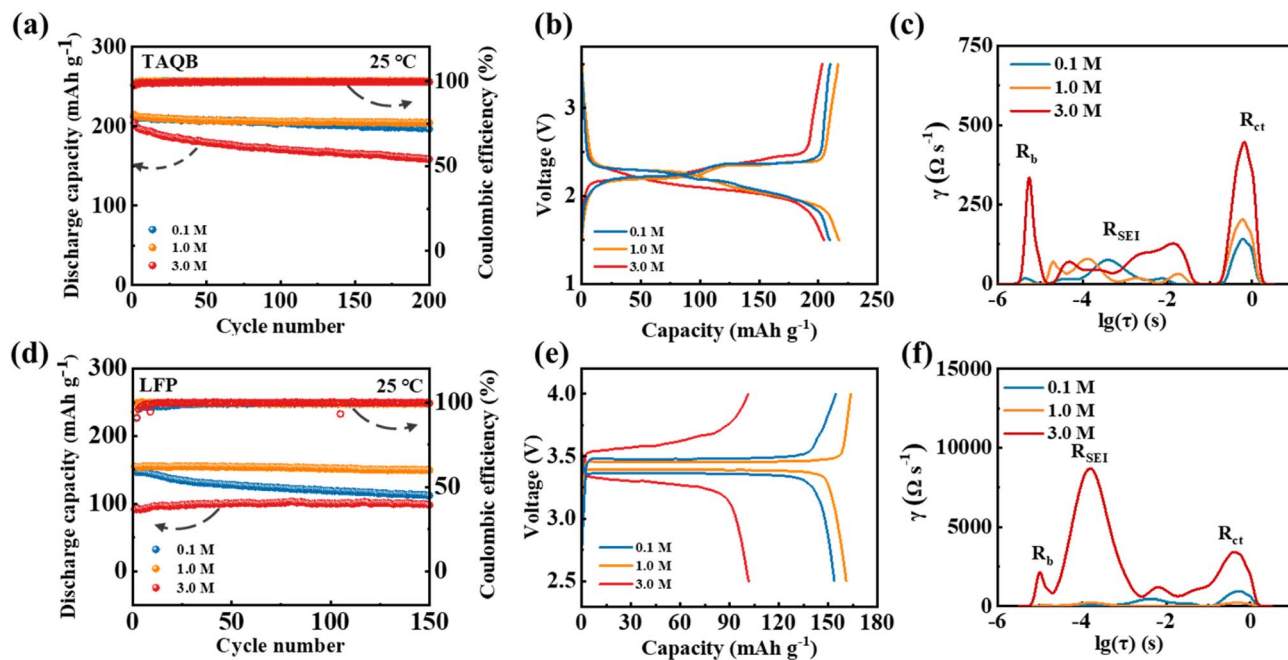 (a)
TAQB 25 °C
Discharge capacity (mAh g⁻¹)
300
250
200
150
100
0
Coulombic efficiency (%)
100
75
50
0
0.1 M
1.0 M
3.0 M
0 50 100 150 200
Cycle number
(b)
Voltage (V)
3
2
1
0.1 M
1.0 M
3.0 M
0 50 100 150 200 250
Capacity (mAh g⁻¹)
(c)
γ (Ω s⁻¹)
750
500
250
0
0.1 M
1.0 M
3.0 M
R_b
R_SEI
R_ct
-6 -4 -2 0
lg(τ) (s)
(d)
LFP 25 °C
Discharge capacity (mAh g⁻¹)
300
250
200
150
100
0
Coulombic efficiency (%)
100
50
0
0.1 M
1.0 M
3.0 M
0 50 100 150
Cycle number
(e)
Voltage (V)
4.0
3.5
3.0
2.5
0.1 M
1.0 M
3.0 M
0 30 60 90 120 150 180
Capacity (mAh g⁻¹)
(f)
γ (Ω s⁻¹)
15000
10000
5000
0
0.1 M
1.0 M
3.0 M
R_b
R_SEI
R_ct
-6 -4 -2 0
lg(τ) (s)